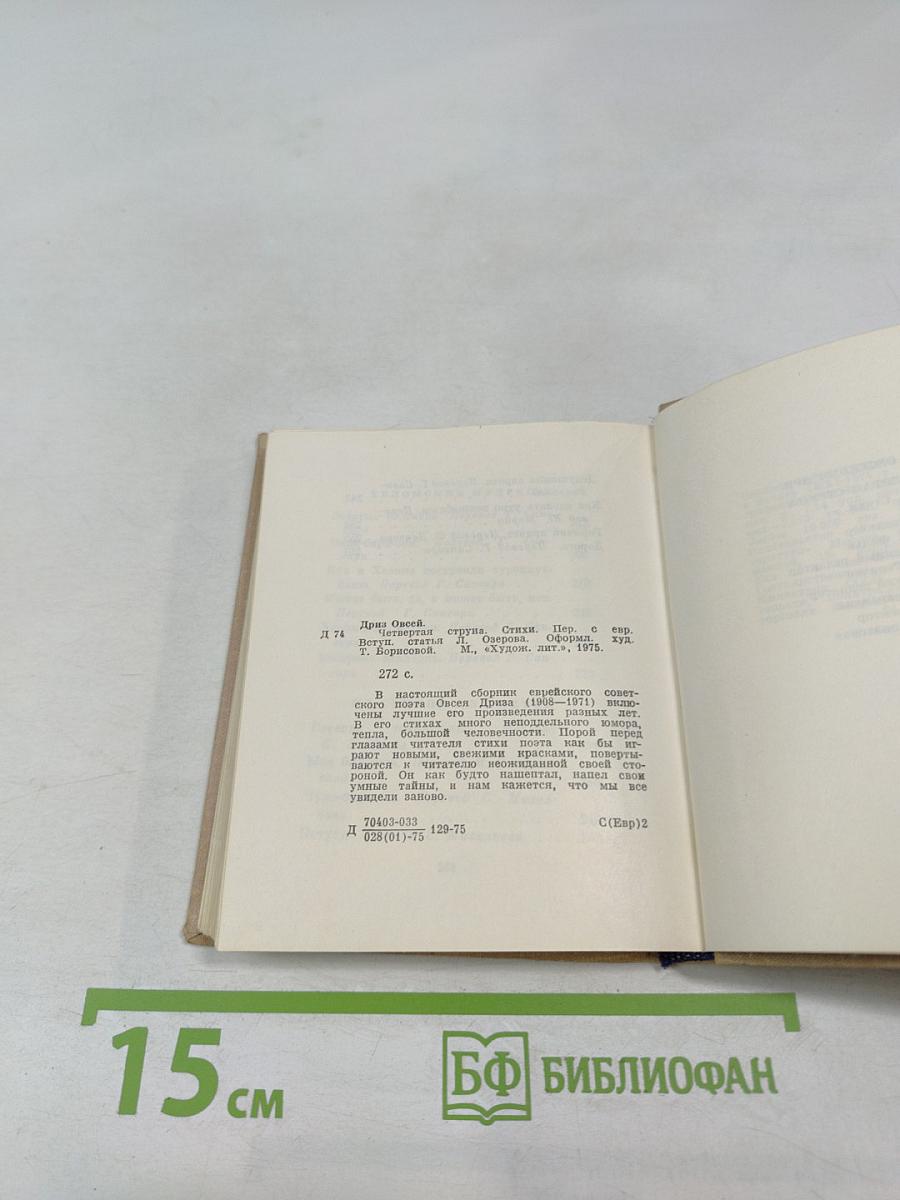 Дриз Овсей.
Д 74 Четвертая струна. Стихи. Пер. с евр.
Вступ. статья Л. Озерова. Оформл. худ.
Т. Борисовой. М., «Худож. лит.», 1975.
272 с.
В настоящий сборник еврейского совет-
ского поэта Овсея Дриза (1908—1971) вклю-
чены лучшие его произведения разных лет.
В его стихах много неподдельного юмора,
тепла, большой человечности. Порой перед
глазами читателя стихи поэта как бы иг-
рают новыми, свежими красками, поверты-
ваются к читателю неожиданной своей сто-
роной. Он как будто нашептал, напел свои
умные тайны, и нам кажется, что мы все
увидели заново.
Д 70403-033
028(01)-75 129-75 С(Евр)2
15 см
БФ БИБЛИОФАН